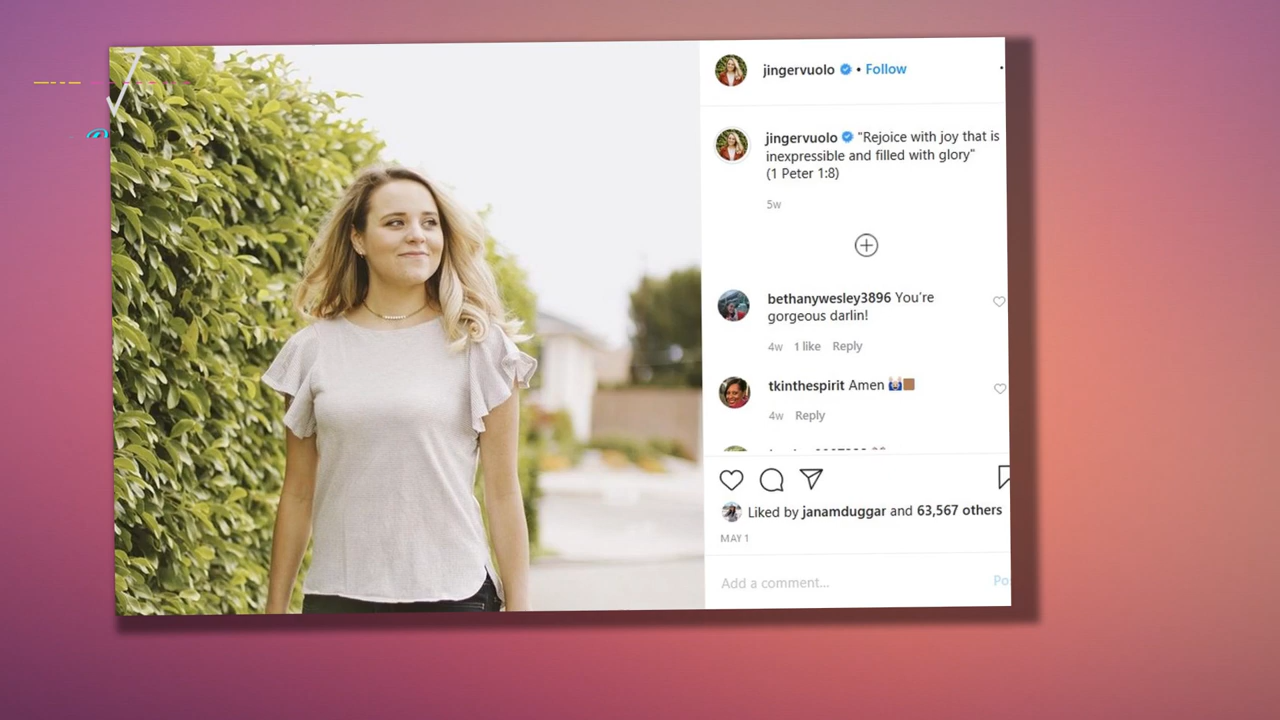 jingervuolo • Follow
jingervuolo "Rejoice with joy that is
inexpressible and filled with glory"
(1 Peter 1:8)
5w
bethanywesley3896 You're
gorgeous darlin!
4w 1 like Reply
tkinthespirit Amen
4w Reply
Liked by janamduggar and 63,567 others
MAY 1
Add a comment...